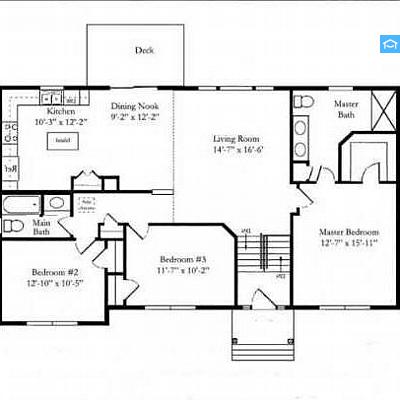 Deck
Kitchen
10'-3" x 12'-2"
Dining Nook
9'-2" x 12'-2"
Living Room
14'-7" x 16'-6'
Master
Bath
Island
Ref.
Main
Bath
Master Bedroom
12'-7" x 15'-11"
Bedroom #2
12'-10" x 10'-5"
Bedroom #3
11'-7" x 10'-2"
Up
Dn